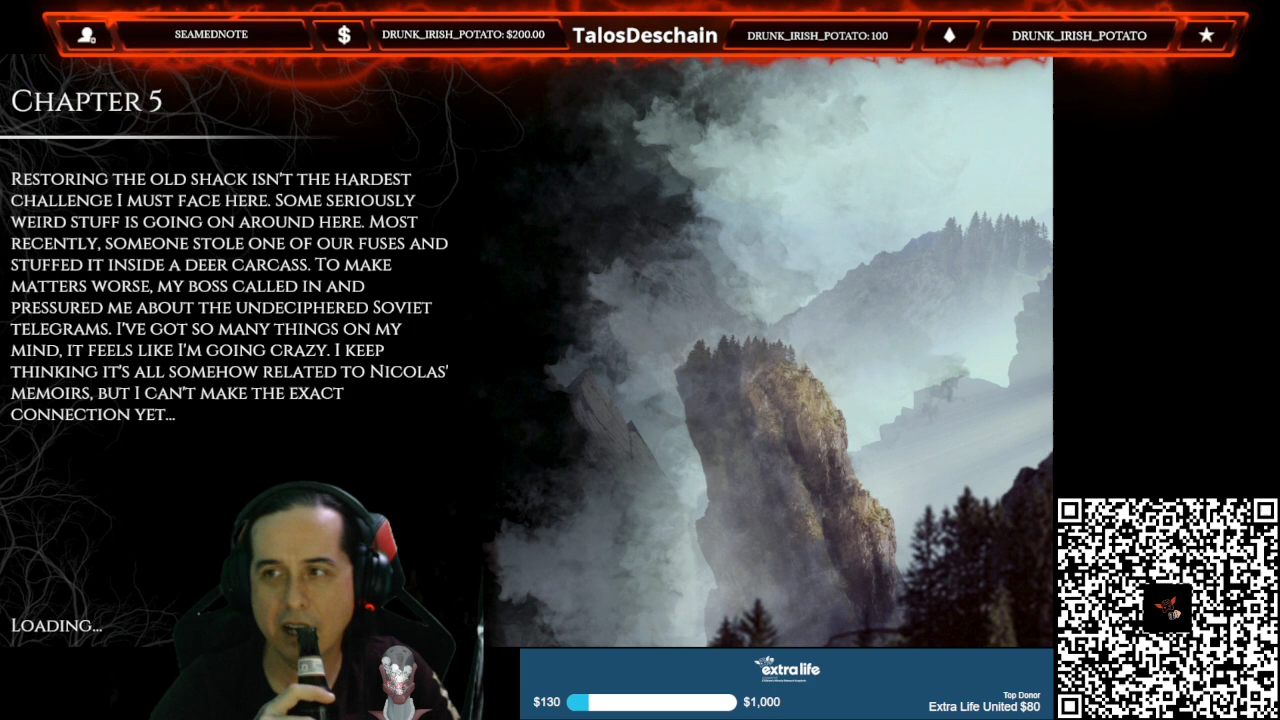 SEAMEDNOTE
$
DRUNK_IRISH_POTATO: $200.00
TalosDeschain
DRUNK_IRISH_POTATO: 100
DRUNK_IRISH_POTATO
Chapter 5
Restoring the old shack isn't the hardest
challenge I must face here. Some seriously
weird stuff is going on around here. Most
recently, someone stole one of our fuses and
stuffed it inside a deer carcass. To make
matters worse, my boss called in and
pressured me about the undeciphered Soviet
telegrams. I've got so many things on my
mind, it feels like I'm going crazy. I keep
thinking it's all somehow related to Nicolas'
memoirs, but I can't make the exact
connection yet...
Loading...
extra life
$130
$1,000
Top Donor
Extra Life United $80